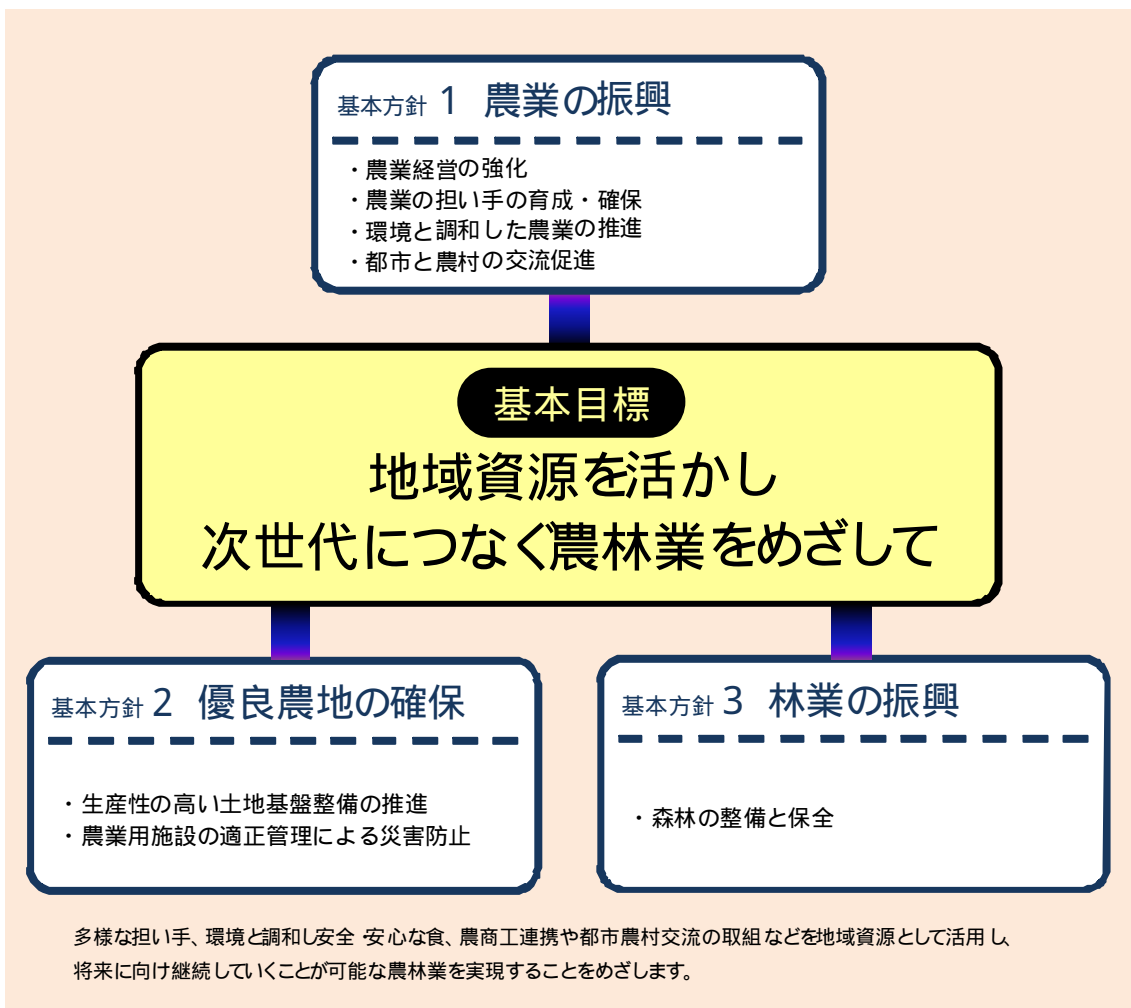 基本方針 1 農業の振興
・農業経営の強化
・農業の担い手の育成・確保
・環境と調和した農業の推進
・都市と農村の交流促進
基本目標
地域資源を活かし
次世代につなぐ農林業をめざして
基本方針 2 優良農地の確保
・生産性の高い土地基盤整備の推進
・農業用施設の適正管理による災害防止
基本方針 3 林業の振興
・森林の整備と保全
多様な担い手、環境と調和し安全・安心な食、農商工連携や都市農村交流の取組などを地域資源として活用し、
将来に向け継続していくことが可能な農林業を実現することをめざします。